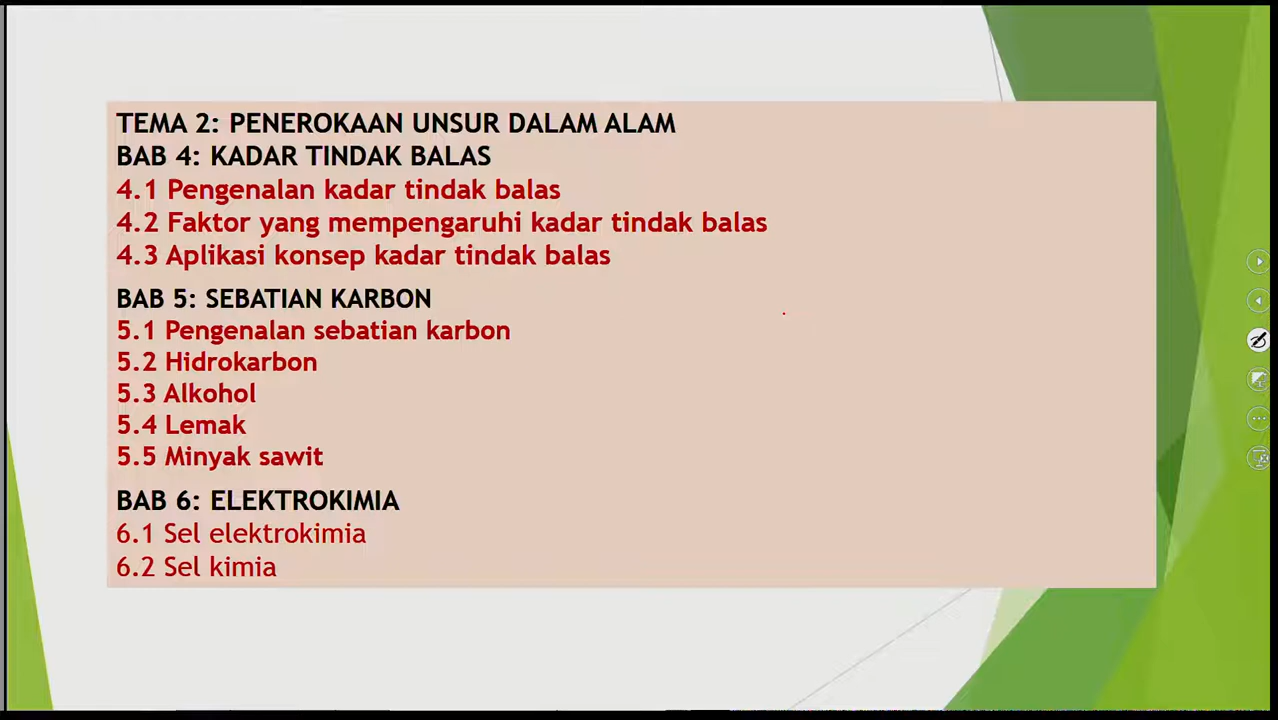 TEMA 2: PENEROKAAN UNSUR DALAM ALAM
BAB 4: KADAR TINDAK BALAS
4.1 Pengenalan kadar tindak balas
4.2 Faktor yang mempengaruhi kadar tindak balas
4.3 Aplikasi konsep kadar tindak balas
BAB 5: SEBATIAN KARBON
5.1 Pengenalan sebatian karbon
5.2 Hidrokarbon
5.3 Alkohol
5.4 Lemak
5.5 Minyak sawit
BAB 6: ELEKTROKIMIA
6.1 Sel elektrokimia
6.2 Sel kimia